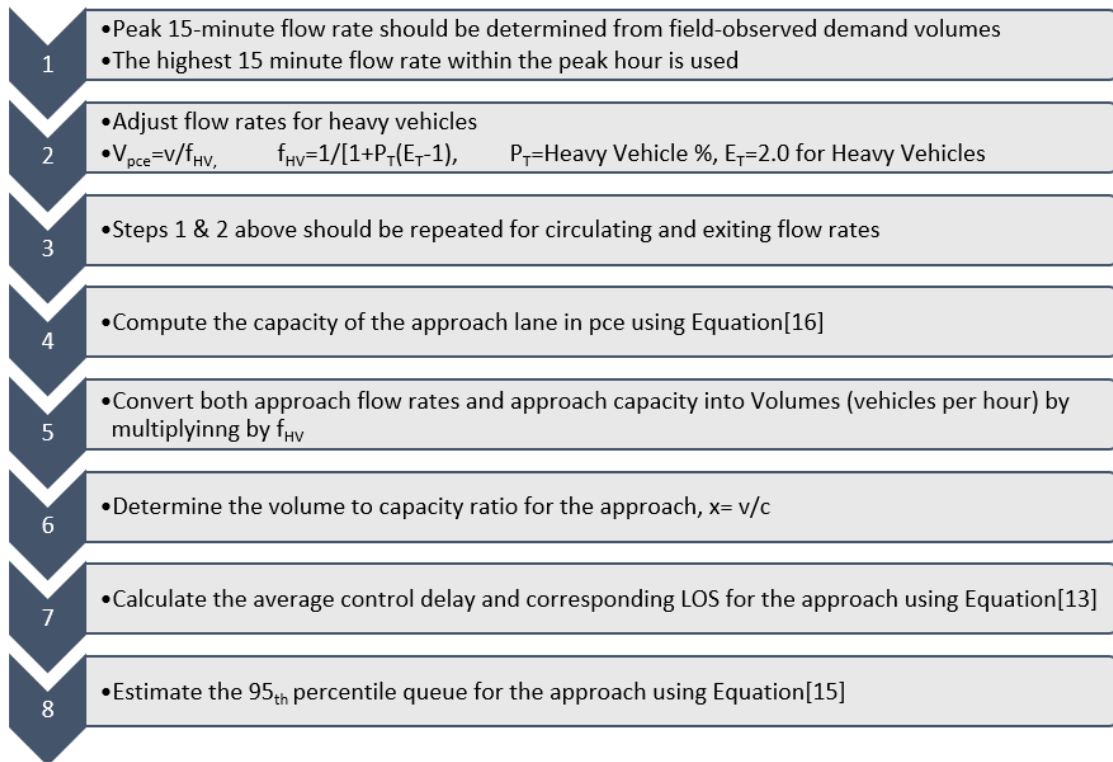 1
•Peak 15-minute flow rate should be determined from field-observed demand volumes
•The highest 15 minute flow rate within the peak hour is used
2
•Adjust flow rates for heavy vehicles
•Vpce=v/fHV, fHV=1/[1+PT(ET-1), PT=Heavy Vehicle %, ET=2.0 for Heavy Vehicles
3
•Steps 1 & 2 above should be repeated for circulating and exiting flow rates
4
•Compute the capacity of the approach lane in pce using Equation[16]
5
•Convert both approach flow rates and approach capacity into Volumes (vehicles per hour) by
multiplyinng by fHV
6
•Determine the volume to capacity ratio for the approach, x= v/c
7
•Calculate the average control delay and corresponding LOS for the approach using Equation[13]
8
•Estimate the 95th percentile queue for the approach using Equation[15]